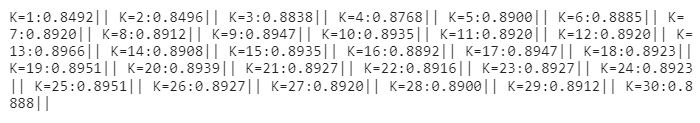 K=1:0.8492|| K=2:0.8496|| K=3:0.8838|| K=4:0.8768|| K=5:0.8900|| K=6:0.8885|| K=
7:0.8920|| K=8:0.8912|| K=9:0.8947|| K=10:0.8935|| K=11:0.8920|| K=12:0.8920|| K=
13:0.8966|| K=14:0.8908|| K=15:0.8935|| K=16:0.8892|| K=17:0.8947|| K=18:0.8923||
K=19:0.8951|| K=20:0.8939|| K=21:0.8927|| K=22:0.8916|| K=23:0.8927|| K=24:0.8923
|| K=25:0.8951|| K=26:0.8927|| K=27:0.8920|| K=28:0.8900|| K=29:0.8912|| K=30:0.8
888||